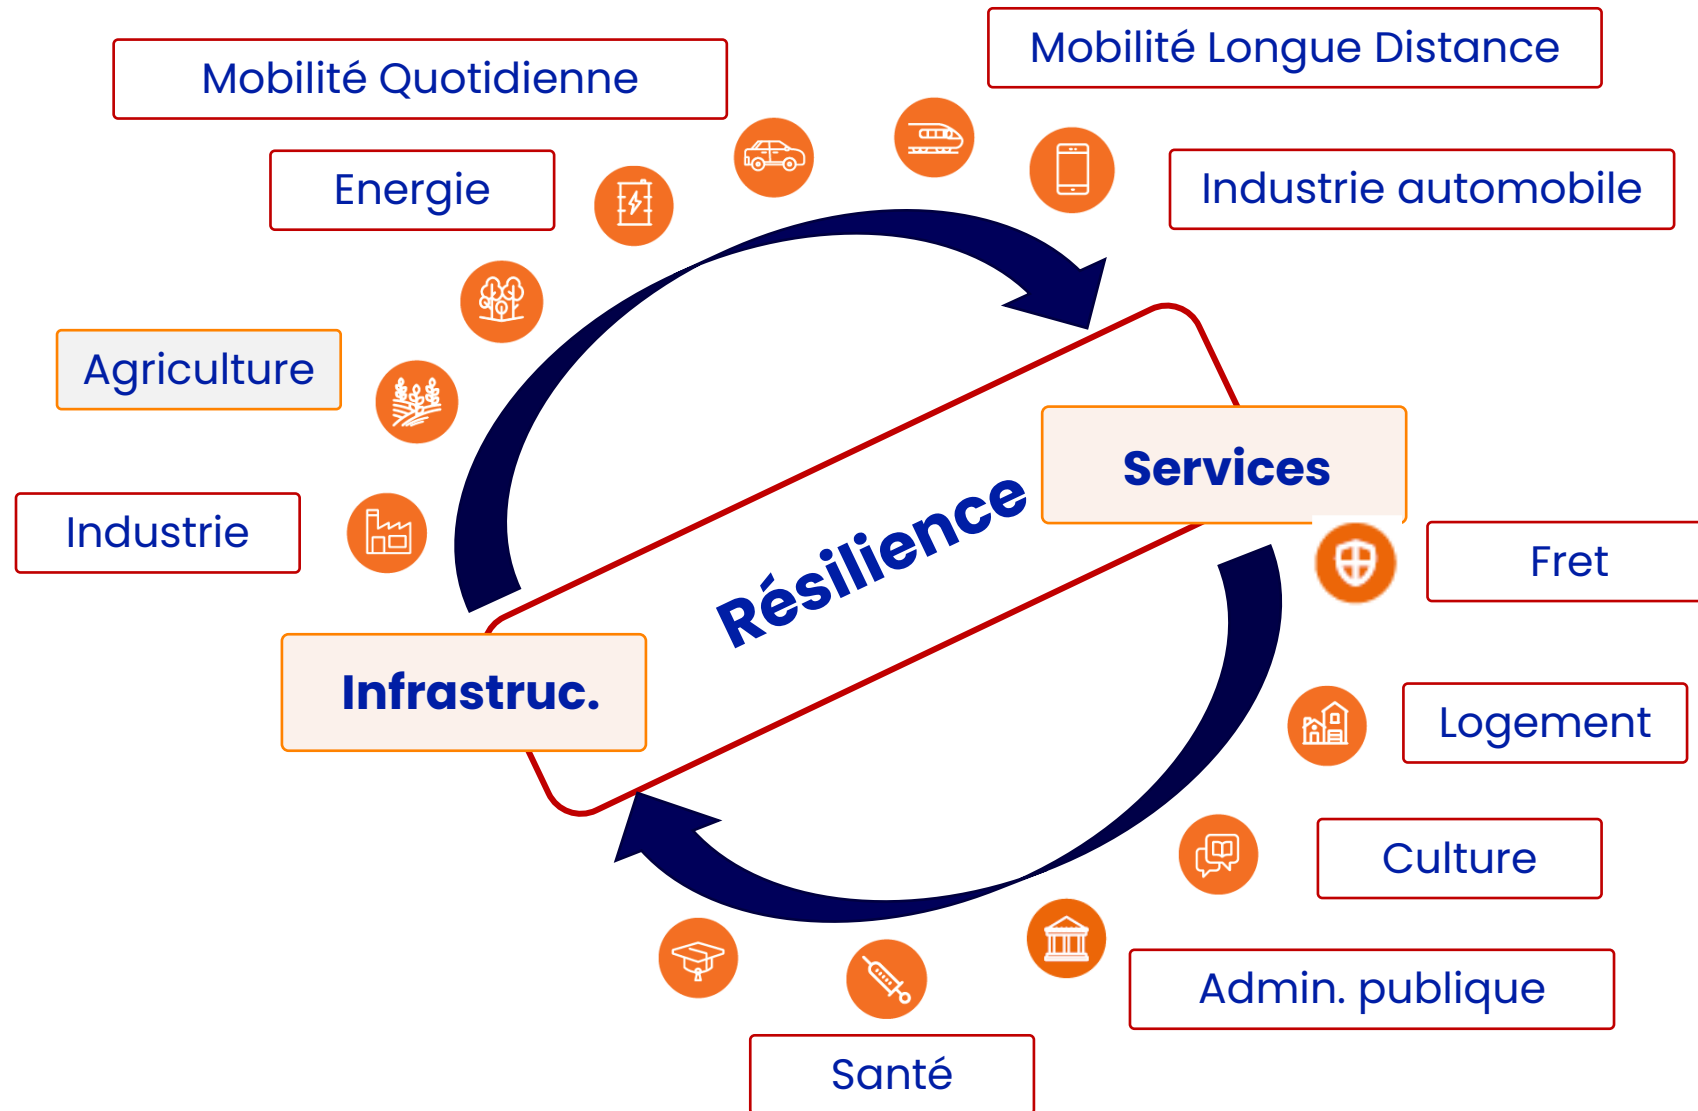 Mobilité Longue Distance
Mobilité Quotidienne
Energie
Industrie automobile
Agriculture
Services
Industrie
Résilience
Fret
Infrastruc.
Logement
Culture
Admin. publique
Santé